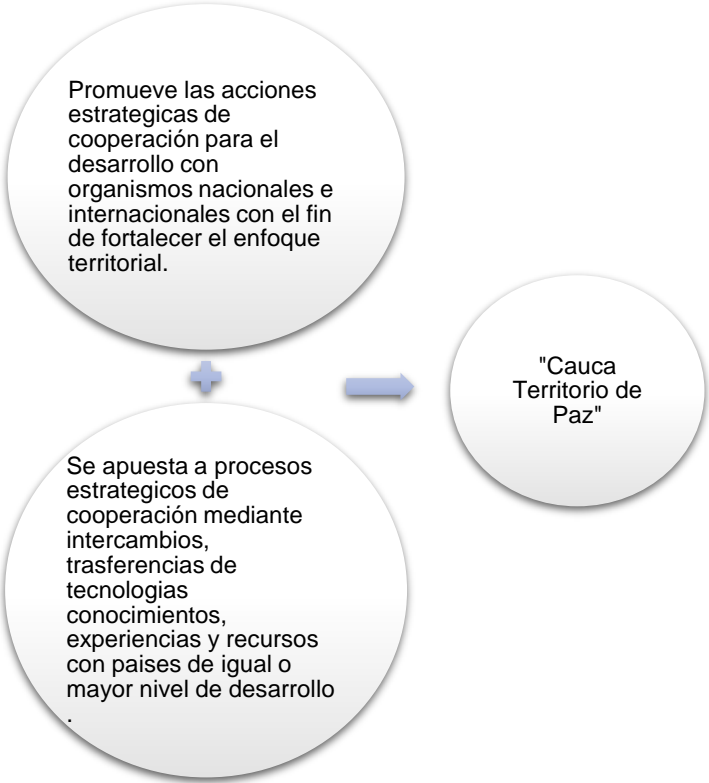 Promueve las acciones
estrategicas de
cooperación para el
desarrollo con
organismos nacionales e
internacionales con el fin
de fortalecer el enfoque
territorial.
Se apuesta a procesos
estrategicos de
cooperación mediante
intercambios,
trasferencias de
tecnologias
conocimientos,
experiencias y recursos
con paises de igual o
mayor nivel de desarrollo
.
"Cauca
Territorio de
Paz"